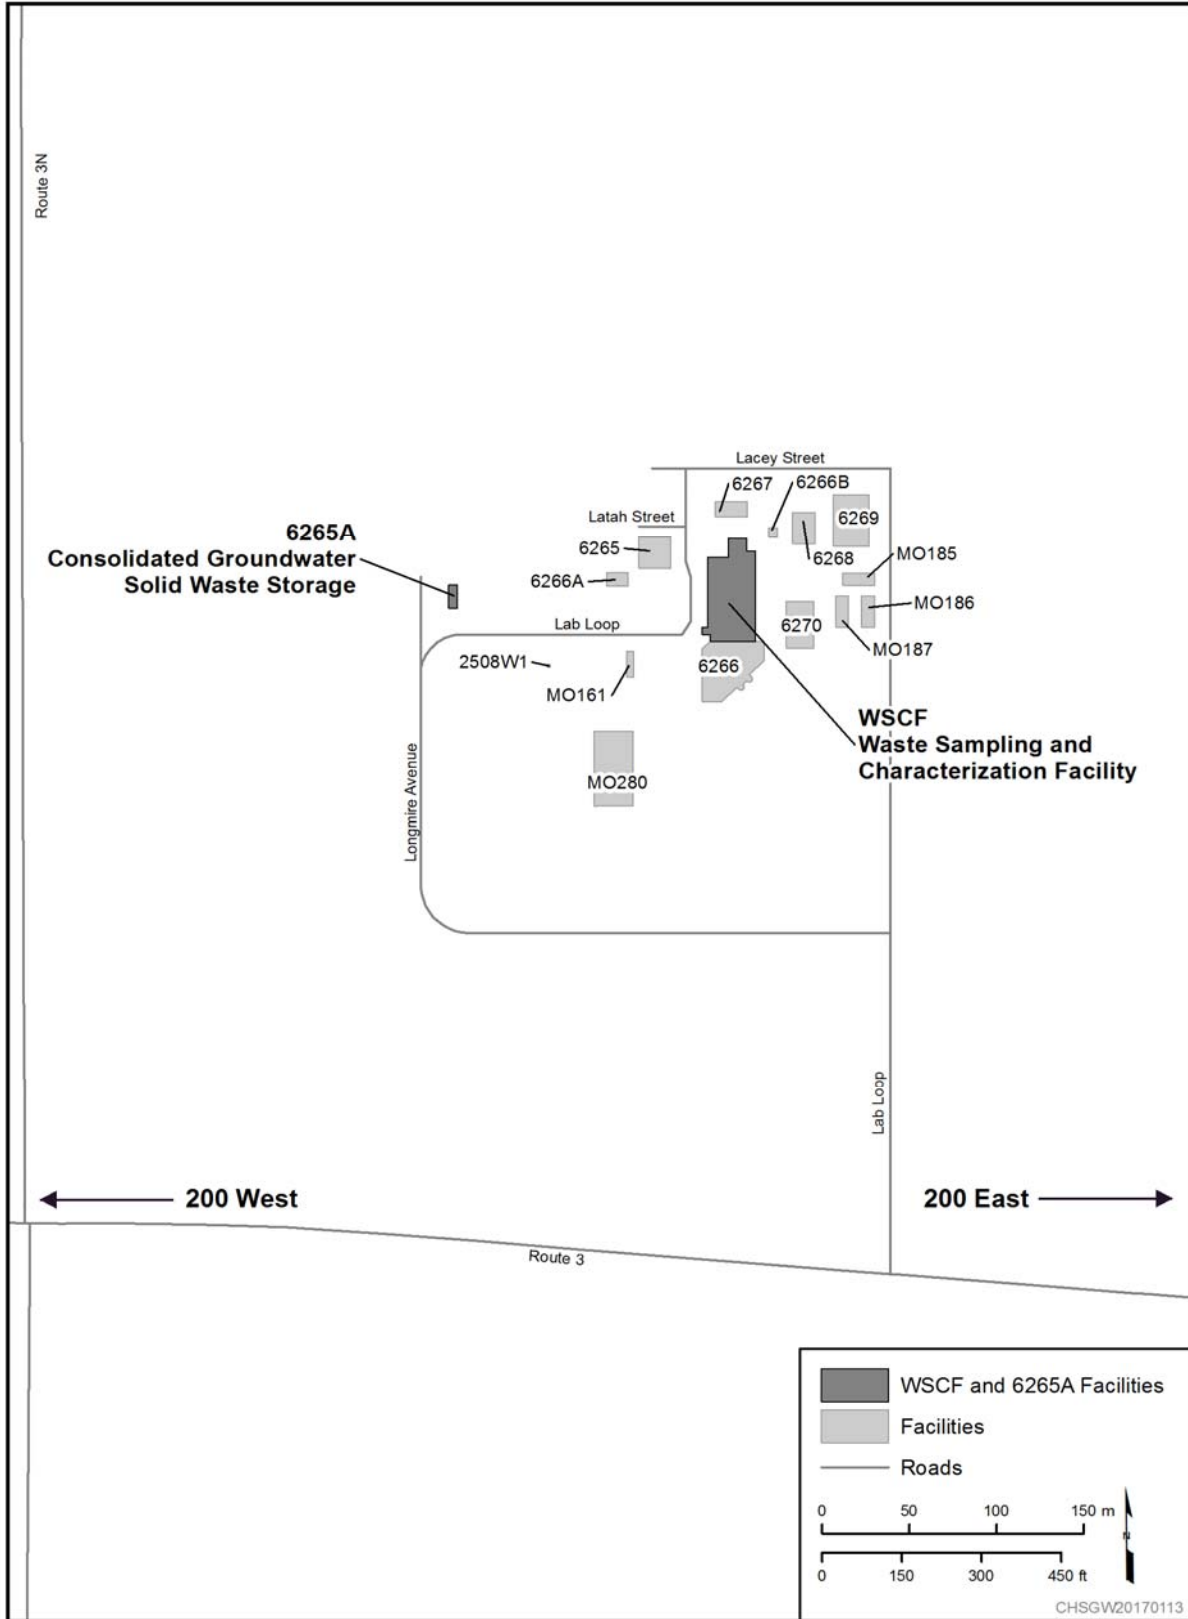 Route 3N
Lacey Street
6267
6266B
Latah Street
6269
6265A
Consolidated Groundwater
Solid Waste Storage
6265
6268
MO185
6266A
MO186
Lab Loop
6270
MO187
2508W1
6266
MO161
WSCF
Waste Sampling and
Characterization Facility
MO280
Longmire Avenue
Lab Loop
200 West
200 East
Route 3
WSCF and 6265A Facilities
Facilities
Roads
0 50 100 150 m
N
0 150 300 450 ft
CHSGW20170113